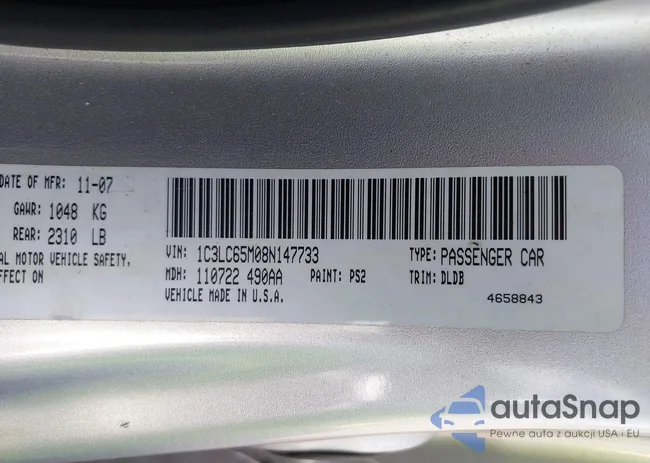 DATE OF MFR: 11-07
GAWR: 1048 KG
REAR: 2310 LB
AL MOTOR VEHICLE SAFETY,
EFFECT ON
VIN: 1C3LC65M08N147733 TYPE: PASSENGER CAR
MDH: 110722 490AA PAINT: PS2 TRIM: DLDB
VEHICLE MADE IN U.S.A. 4658843
autaSnap
Pewne auta z aukcji USA i EU